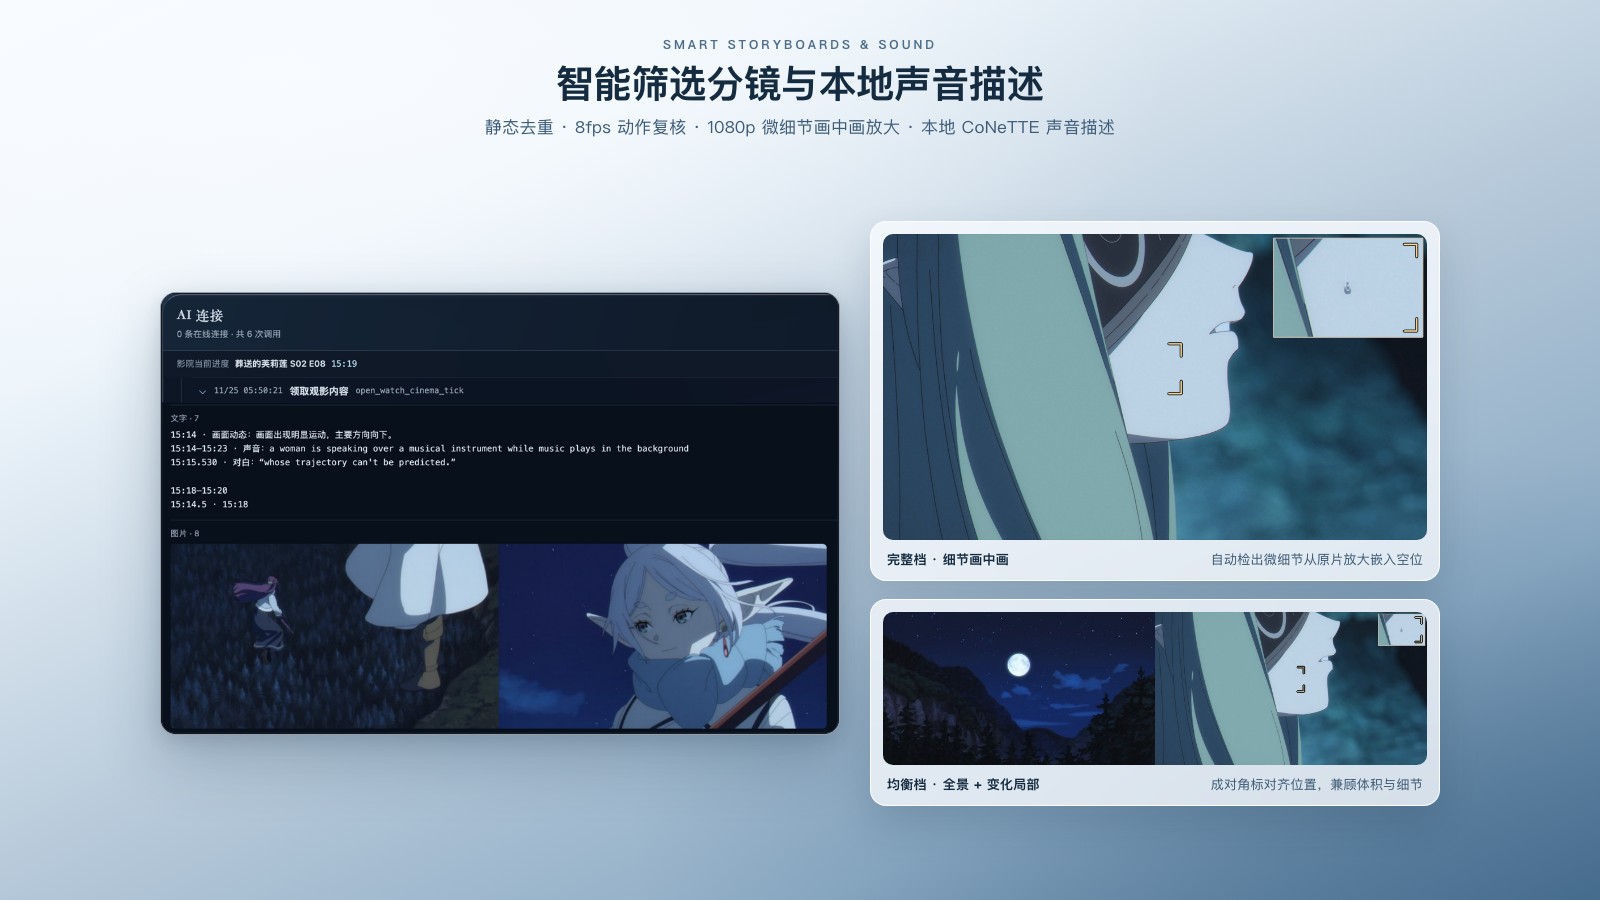 SMART STORYBOARDS & SOUND
智能筛选分镜与本地声音描述
静态去重 · 8fps 动作复核 · 1080p 微细节画中画放大 · 本地 CoNeTTE 声音描述
AI 连接
0 条在线连接 · 共 6 次调用
影院当前进度 葬送的芙莉莲 S02 E08 15:19
11/25 05:50:21 领取观影内容 open_watch_cinema_tick
文字 · 7
15:14 · 画面动态：画面出现明显运动，主要方向向下。
15:14–15:23 · 声音：a woman is speaking over a musical instrument while music plays in the background
15:15.530 · 对白：“whose trajectory can't be predicted.”
15:18–15:20
15:14.5 · 15:18
图片 · 8
完整档 · 细节画中画 自动检出微细节从原片放大嵌入空位
均衡档 · 全景 + 变化局部 成对角标对齐位置，兼顾体积与细节